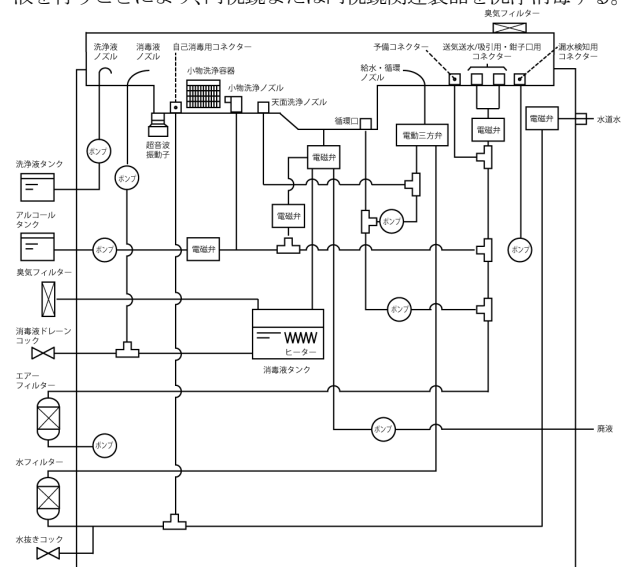 液を行うことにより、内視鏡または内視鏡関連製品を洗浄消毒する。
臭気フィルター
洗浄液
ノズル
消毒液
ノズル
自己消毒用コネクター
予備コネクター
送気送水/吸引用・鉗子口用
コネクター
漏水検知用
コネクター
小物洗浄容器
小物洗浄ノズル
天面洗浄ノズル
給水・循環
ノズル
循環口
超音波
振動子
電動三方弁
電磁弁
電磁弁
水道水
ポンプ
電磁弁
洗浄液タンク
ポンプ
アルコール
タンク
電磁弁
ポンプ
ポンプ
電磁弁
ポンプ
臭気フィルター
ポンプ
消毒液ドレーン
コック
ヒーター
消毒液タンク
エアー
フィルター
ポンプ
廃液
ポンプ
水フィルター
水抜きコック